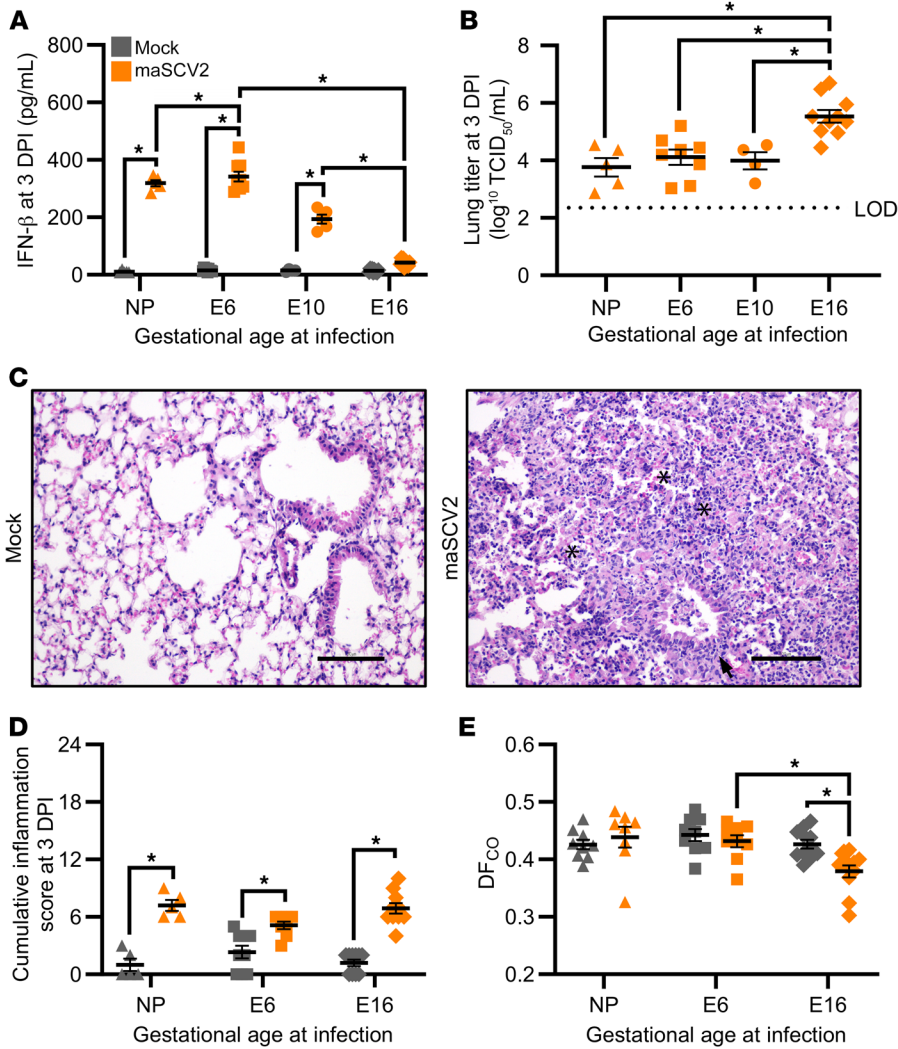 A
IFN-β at 3 DPI (pg/mL)
800
600
400
200
0
Mock
maSCV2
*
*
*
*
*
*
NP
E6
E10
E16
Gestational age at infection
B
Lung titer at 3 DPI
(log¹⁰ TCID₅₀/mL)
8
6
4
2
0
*
*
*
LOD
NP
E6
E10
E16
Gestational age at infection
C
Mock
maSCV2
*
*
*
D
Cumulative inflammation
score at 3 DPI
24
18
12
6
0
*
*
*
NP
E6
E16
Gestational age at infection
E
DF_CO
0.6
0.5
0.4
0.3
0.2
*
*
NP
E6
E16
Gestational age at infection